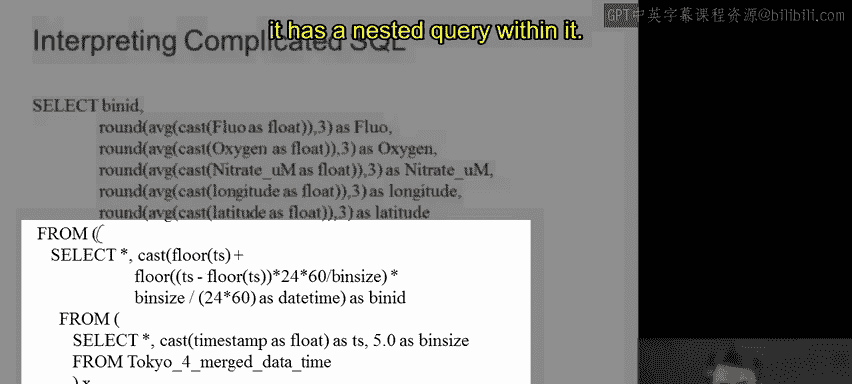 it has a nested query within it.
GPT中英字幕课程资源@bilibili.com
Interpreting Complicated SQL
SELECT binid,
round(avg(cast(Fluo as float)),3) as Fluo,
round(avg(cast(Oxygen as float)),3) as Oxygen,
round(avg(cast(Nitrate_uM as float)),3) as Nitrate_uM,
round(avg(cast(longitude as float)),3) as longitude,
round(avg(cast(latitude as float)),3) as latitude
FROM (
SELECT *, cast(floor(ts) +
floor((ts - floor(ts))*24*60/binsize) *
binsize / (24*60) as datetime) as binid
FROM (
SELECT *, cast(timestamp as float) as ts, 5.0 as binsize
FROM Tokyo_4_merged_data_time
) x